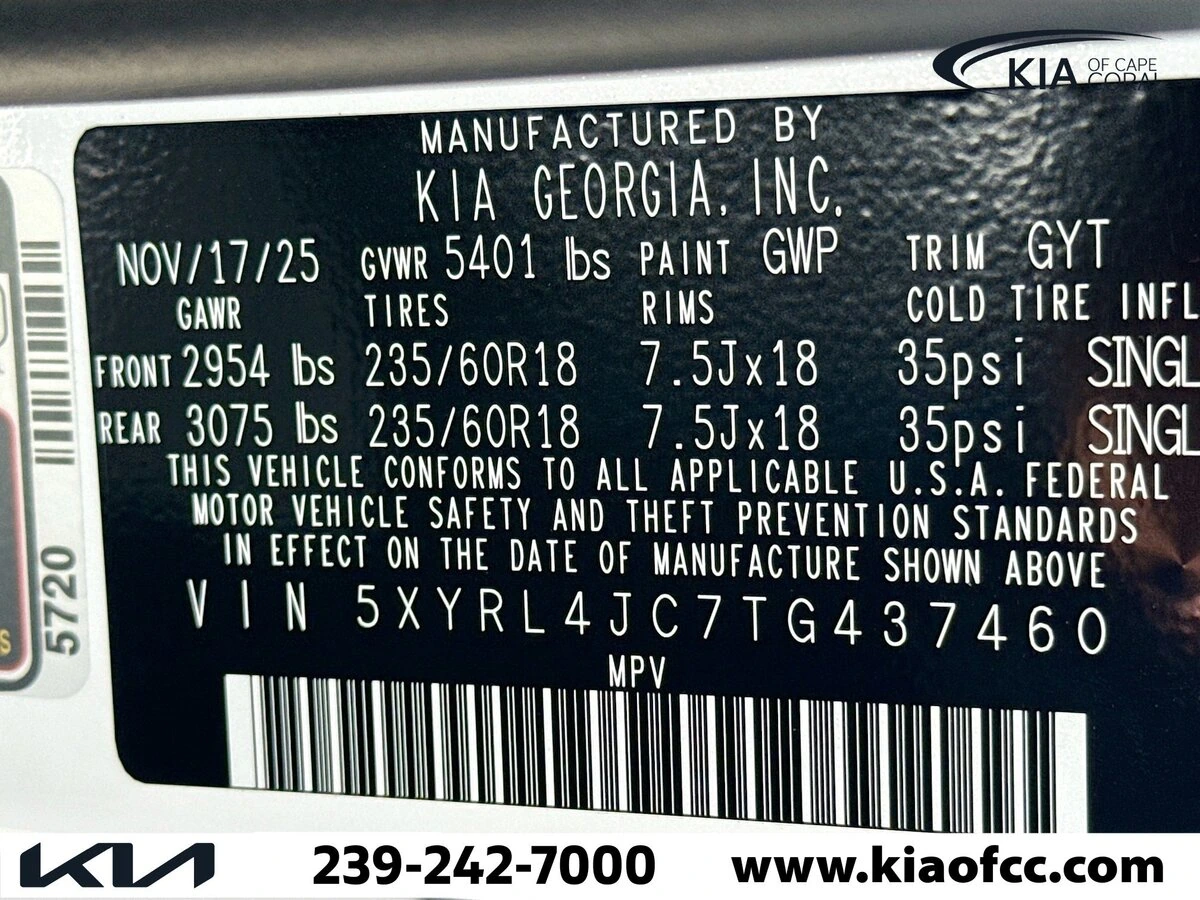 KIA OF CAPE
CORAL
MANUFACTURED BY
KIA GEORGIA, INC.
NOV/17/25 GVWR 5401 lbs PAINT GWP TRIM GYT
GAWR TIRES RIMS COLD TIRE INFL
FRONT 2954 lbs 235/60R18 7.5Jx18 35psi SINGL
REAR 3075 lbs 235/60R18 7.5Jx18 35psi SINGL
THIS VEHICLE CONFORMS TO ALL APPLICABLE U.S.A. FEDERAL
MOTOR VEHICLE SAFETY AND THEFT PREVENTION STANDARDS
IN EFFECT ON THE DATE OF MANUFACTURE SHOWN ABOVE
VIN 5XYRL4JC7TG437460
MPV
5720
S
KIA 239-242-7000 www.kiaofcc.com